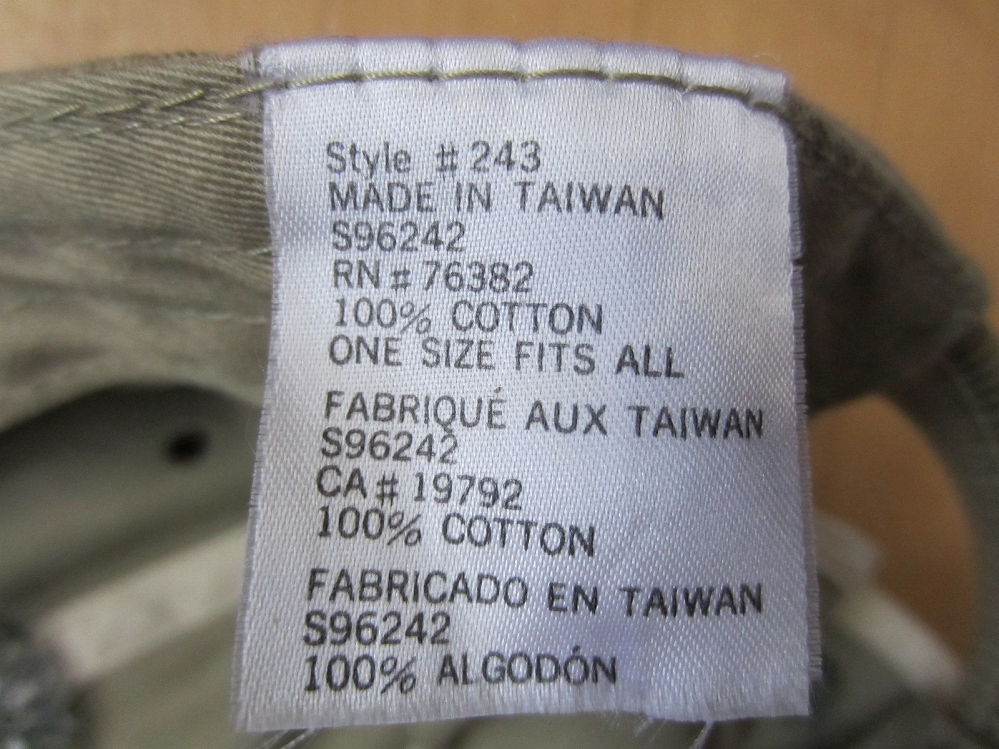 Style # 243
MADE IN TAIWAN
S96242
RN # 76382
100% COTTON
ONE SIZE FITS ALL
FABRIQUÉ AUX TAIWAN
S96242
CA # 19792
100% COTTON
FABRICADO EN TAIWAN
S96242
100% ALGODÓN